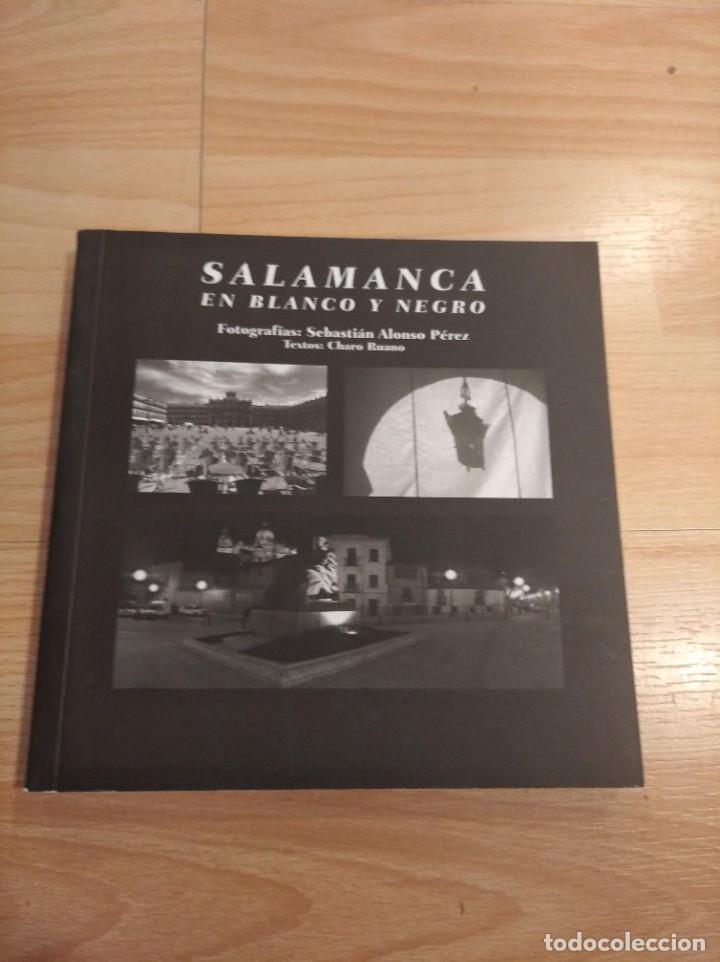 SALAMANCA
EN BLANCO Y NEGRO
Fotografías: Sebastián Alonso Pérez
Textos: Charo Ruano
todocoleccion